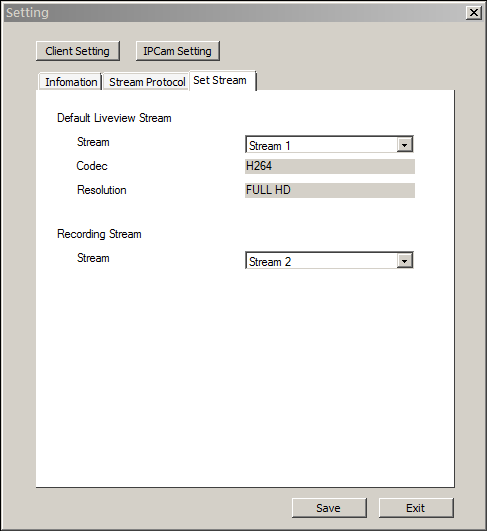 Setting
Client Setting IPCam Setting
Infomation Stream Protocol Set Stream
Default Liveview Stream
Stream Stream 1
Codec H264
Resolution FULL HD
Recording Stream
Stream Stream 2
Save Exit